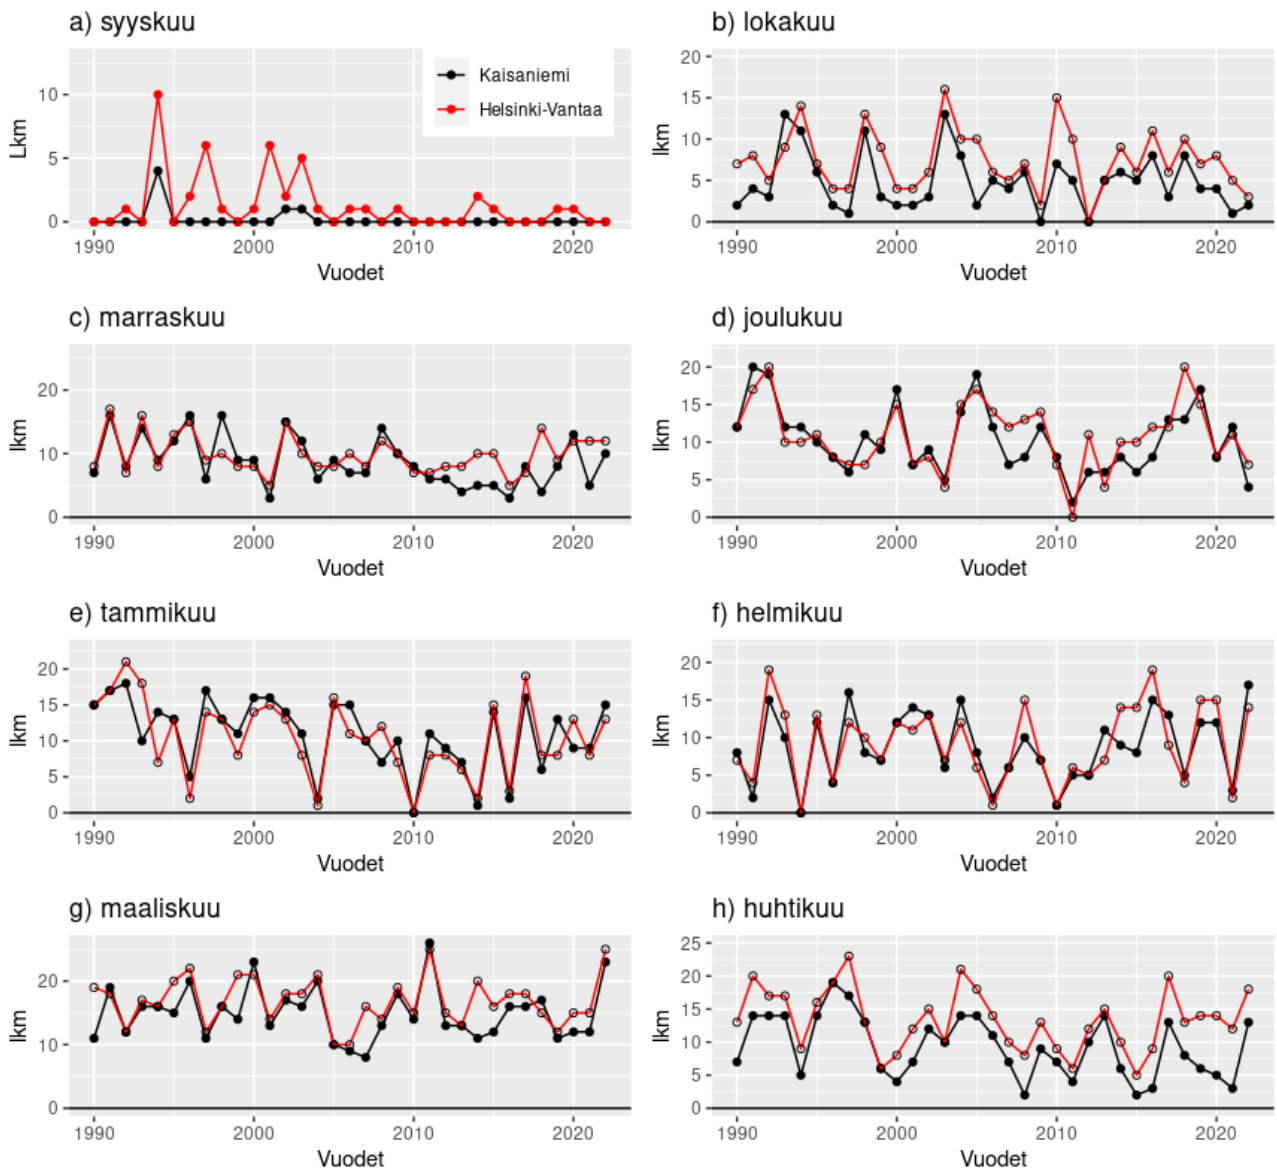 a) syyskuu
Lkm
10
5
0
Kaisaniemi
Helsinki-Vantaa
1990 2000 2010 2020
Vuodet
b) lokakuu
lkm
20
15
10
5
0
1990 2000 2010 2020
Vuodet
c) marraskuu
lkm
20
10
0
1990 2000 2010 2020
Vuodet
d) joulukuu
lkm
20
15
10
5
0
1990 2000 2010 2020
Vuodet
e) tammikuu
lkm
20
15
10
5
0
1990 2000 2010 2020
Vuodet
f) helmikuu
lkm
20
15
10
5
0
1990 2000 2010 2020
Vuodet
g) maaliskuu
lkm
20
10
0
1990 2000 2010 2020
Vuodet
h) huhtikuu
lkm
25
20
15
10
5
0
1990 2000 2010 2020
Vuodet